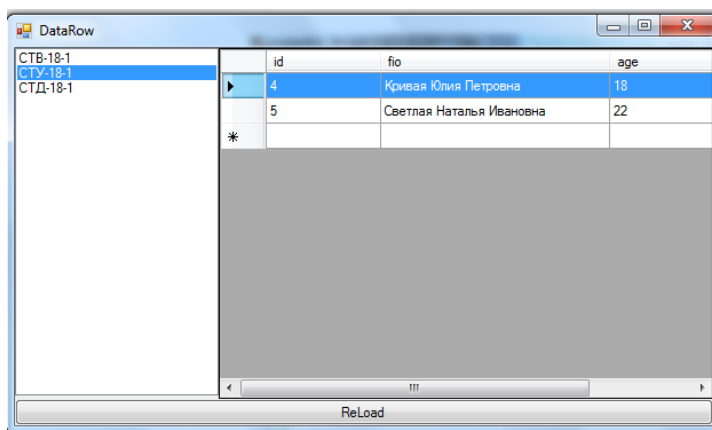 DataRow
СТВ-18-1
СТУ-18-1
СТД-18-1
id fio age
4 Кривая Юлия Петровна 18
5 Светлая Наталья Ивановна 22
ReLoad